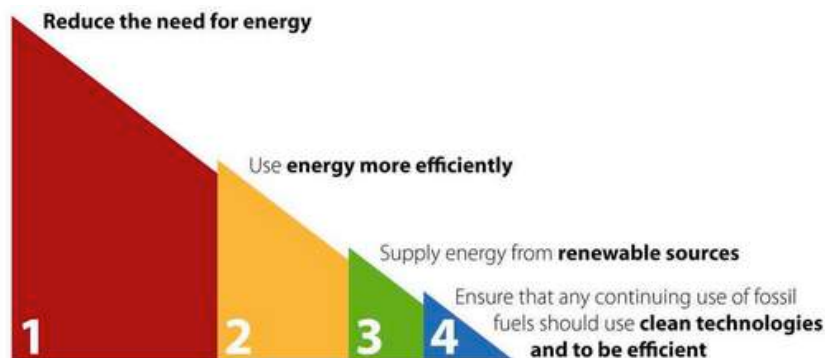 Reduce the need for energy
Use energy more efficiently
Supply energy from renewable sources
Ensure that any continuing use of fossil
fuels should use clean technologies
and to be efficient
1 2 3 4